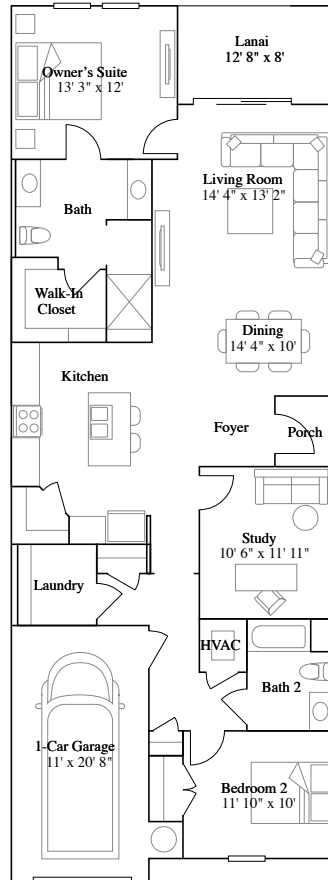 Lanai
12' 8" x 8'
Owner's Suite
13' 3" x 12'
Living Room
14' 4" x 13' 2"
Bath
Walk-In
Closet
Dining
14' 4" x 10'
Kitchen
Foyer
Porch
Study
10' 6" x 11' 11"
Laundry
HVAC
Bath 2
1-Car Garage
11' x 20' 8"
Bedroom 2
11' 10" x 10'